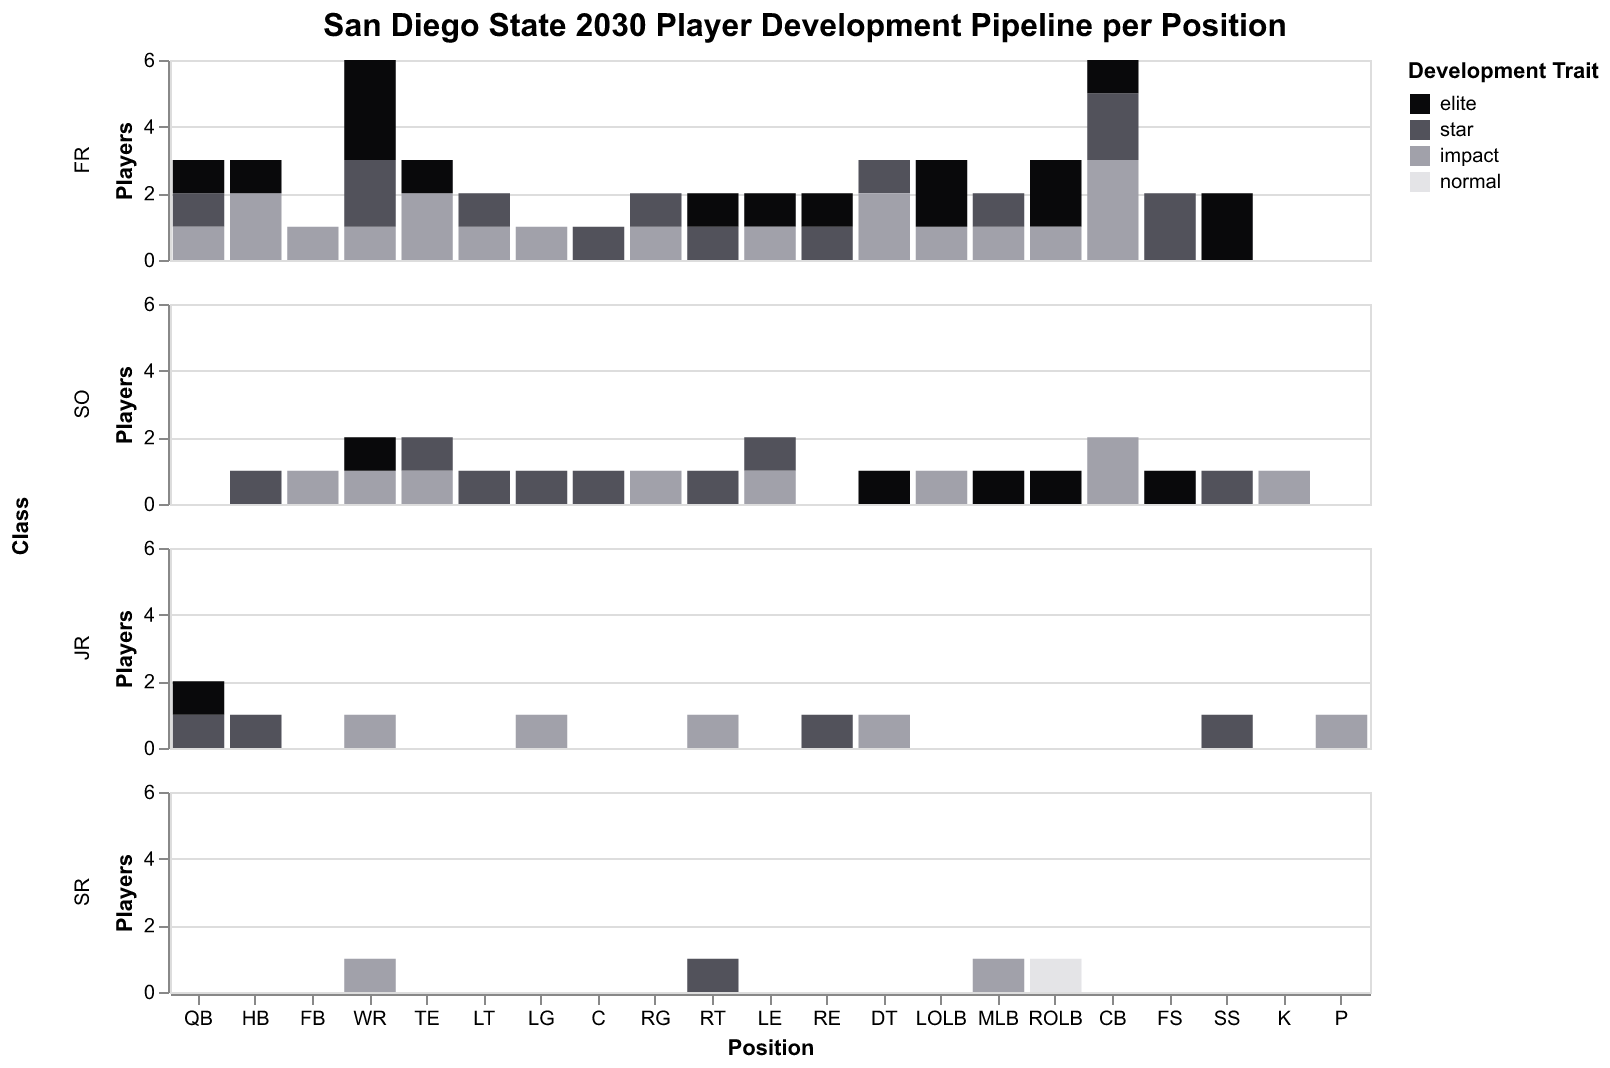 San Diego State 2030 Player Development Pipeline per Position
Development Trait
elite
star
impact
normal
Class
FR
Players
6
4
2
0
SO
Players
6
4
2
0
JR
Players
6
4
2
0
SR
Players
6
4
2
0
QB HB FB WR TE LT LG C RG RT LE RE DT LOLB MLB ROLB CB FS SS K P
Position